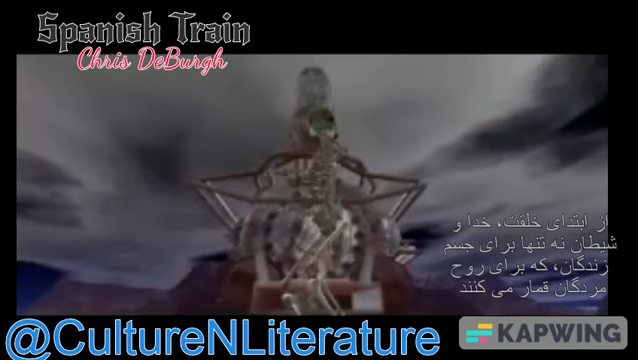 Spanish Train
Chris DeBurgh
از ابتدای خلقت، خدا و
شیطان نه تنها برای جسم
زندگان، که برای روح
مردگان قمار می کنند
@CultureNLiterature
KAPWING